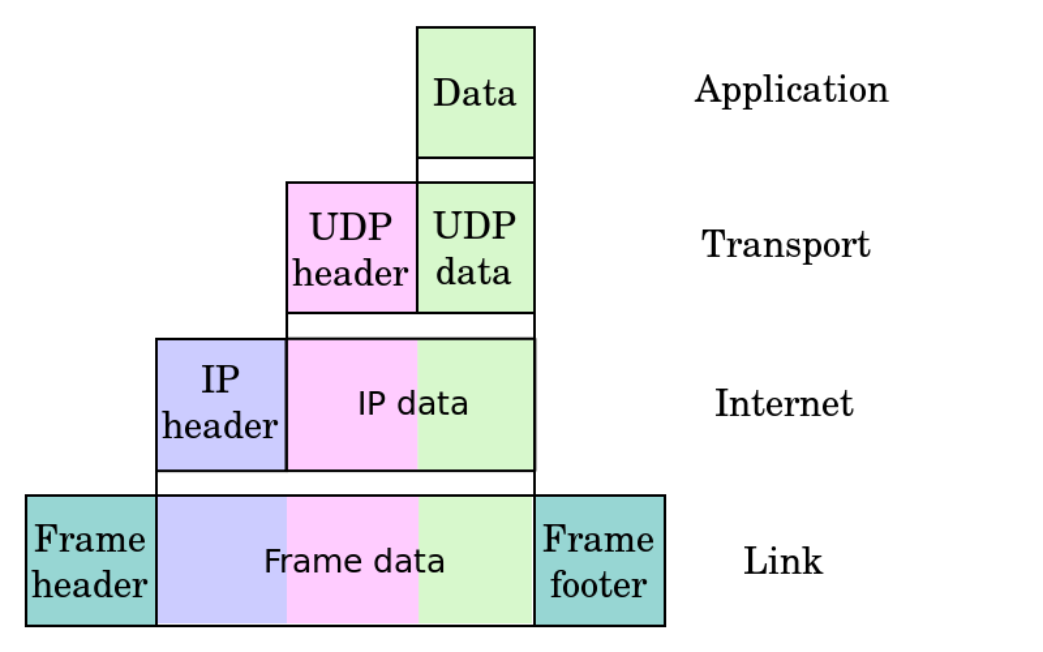 Data
Application
UDP
header
UDP
data
Transport
IP
header
IP data
Internet
Frame
header
Frame data
Frame
footer
Link